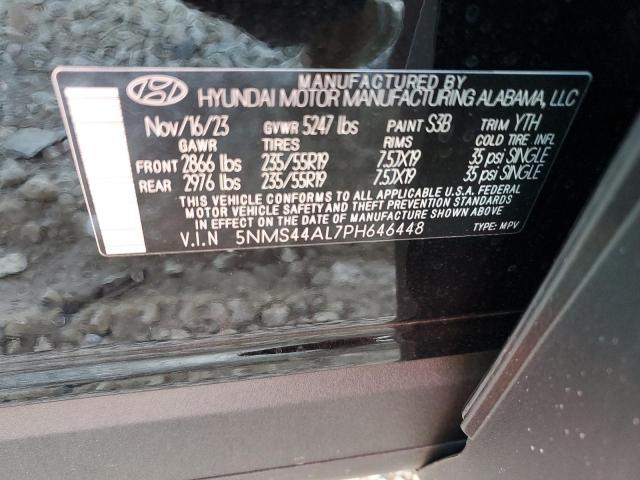 MANUFACTURED BY
HYUNDAI MOTOR MANUFACTURING ALABAMA, LLC
Nov/16/23 GVWR 5247 lbs PAINT S3B TRIM YTH
GAWR TIRES RIMS COLD TIRE INFL
FRONT 2866 lbs 235/55R19 7.5JX19 35 psi SINGLE
REAR 2976 lbs 235/55R19 7.5JX19 35 psi SINGLE
THIS VEHICLE CONFORMS TO ALL APPLICABLE U.S.A. FEDERAL
MOTOR VEHICLE SAFETY AND THEFT PREVENTION STANDARDS
IN EFFECT ON THE DATE OF MANUFACTURE SHOWN ABOVE.
V.I.N 5NMS44AL7PH646448 TYPE: MPV